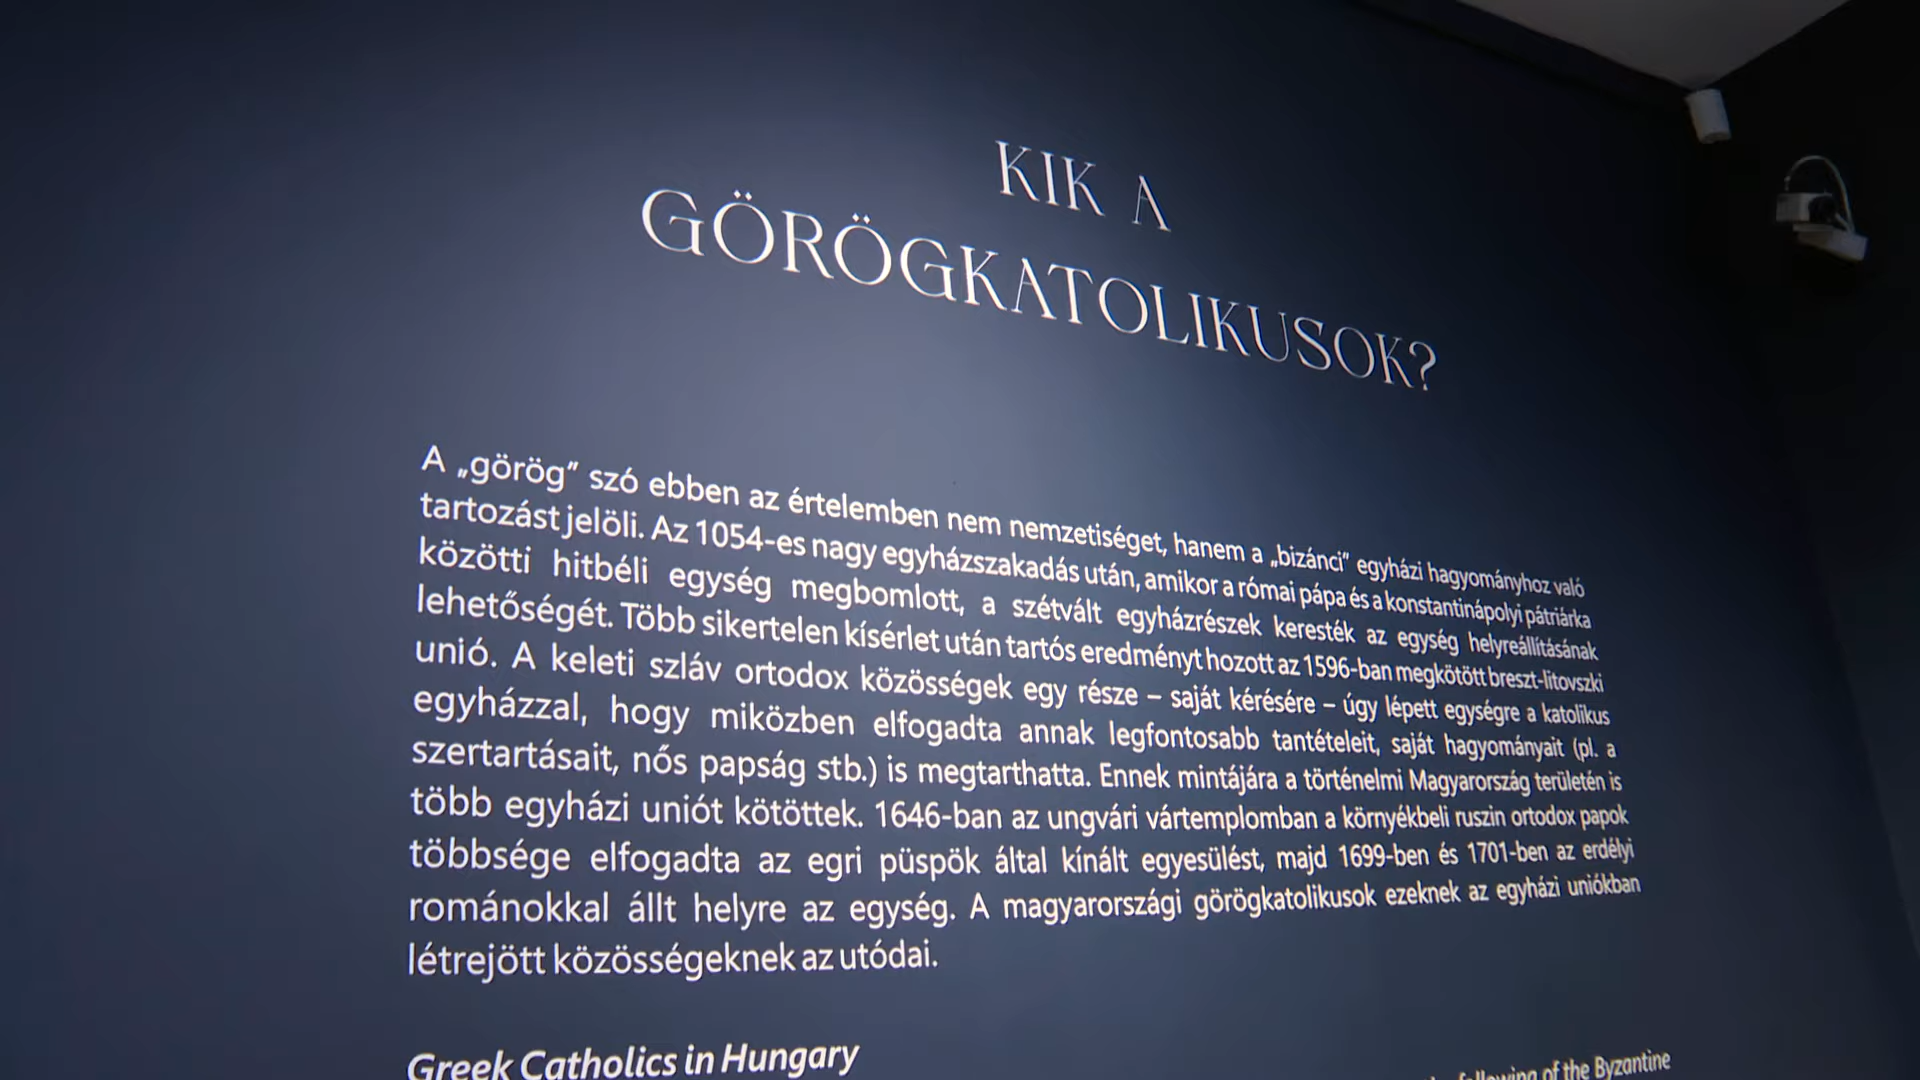 KIK A
GÖRÖGKATOLIKUSOK?
A „görög” szó ebben az értelemben nem nemzetiséget, hanem a „bizánci” egyházi hagyományhoz való
tartozást jelöli. Az 1054-es nagy egyházszakadás után, amikor a római pápa és a konstantinápolyi pátriárka
közötti hitbéli egység megbomlott, a szétvált egyházrészek keresték az egység helyreállításának
lehetőségét. Több sikertelen kísérlet után tartós eredményt hozott az 1596-ban megkötött breszt-litovszki
unió. A keleti szláv ortodox közösségek egy része – saját kérésére – úgy lépett egységre a katolikus
egyházzal, hogy miközben elfogadta annak legfontosabb tantételeit, saját hagyományait (pl. a
szertartásait, nős papság stb.) is megtarthatta. Ennek mintájára a történelmi Magyarország területén is
több egyházi uniót kötöttek. 1646-ban az ungvári vártemplomban a környékbeli ruszin ortodox papok
többsége elfogadta az egri püspök által kínált egyesülést, majd 1699-ben és 1701-ben az erdélyi
románokkal állt helyre az egység. A magyarországi görögkatolikusok ezeknek az egyházi uniókban
létrejött közösségeknek az utódai.
Greek Catholics in Hungary
following of the Byzantine